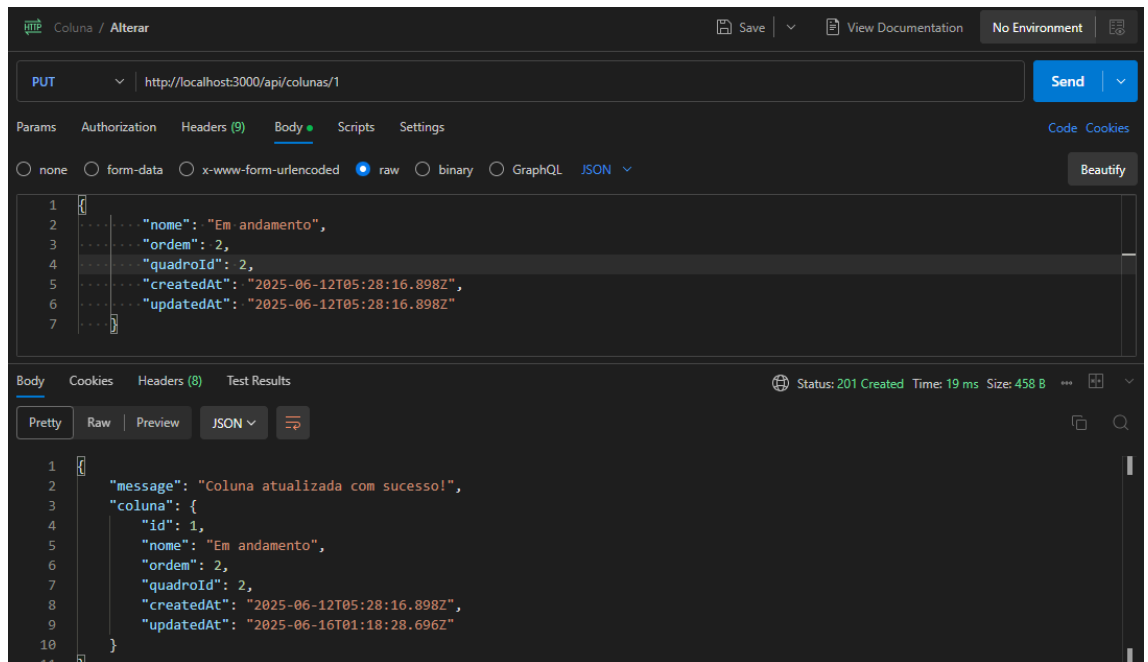 HTTP Coluna / Alterar Save View Documentation No Environment
PUT http://localhost:3000/api/colunas/1 Send
Params Authorization Headers (9) Body Scripts Settings Code Cookies
none form-data x-www-form-urlencoded raw binary GraphQL JSON Beautify
1 {
2 "nome": "Em andamento",
3 "ordem": 2,
4 "quadroId": 2,
5 "createdAt": "2025-06-12T05:28:16.898Z",
6 "updatedAt": "2025-06-12T05:28:16.898Z"
7 }
Body Cookies Headers (8) Test Results Status: 201 Created Time: 19 ms Size: 458 B
Pretty Raw Preview JSON
1 {
2 "message": "Coluna atualizada com sucesso!",
3 "coluna": {
4 "id": 1,
5 "nome": "Em andamento",
6 "ordem": 2,
7 "quadroId": 2,
8 "createdAt": "2025-06-12T05:28:16.898Z",
9 "updatedAt": "2025-06-16T01:18:28.696Z"
10 }
11 }